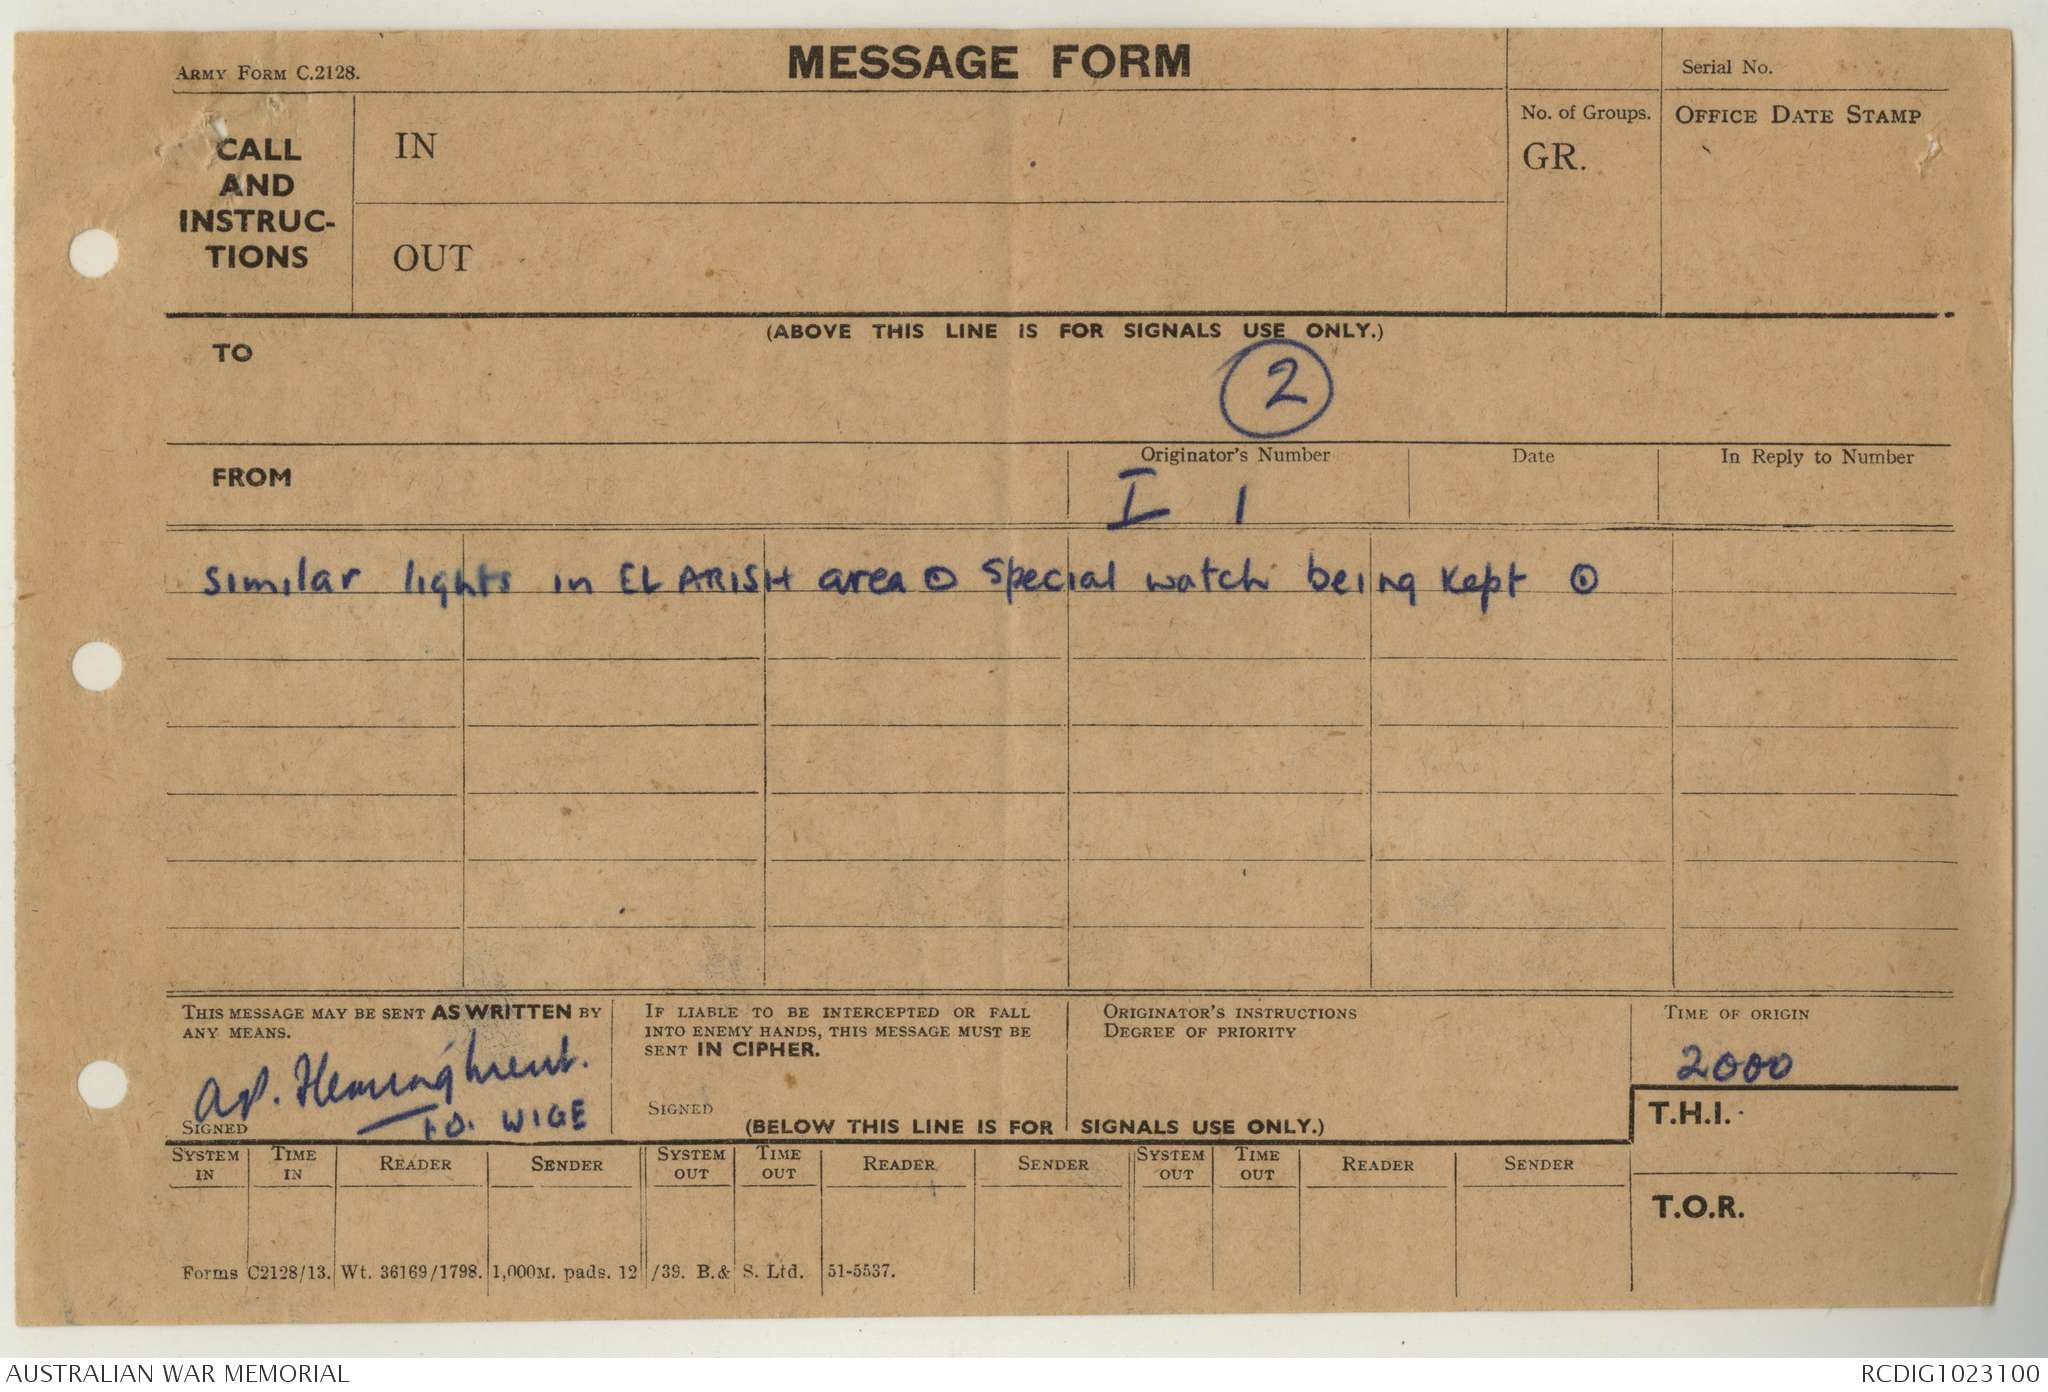 ARMY FORM C.2128.
MESSAGE FORM
Serial No.
CALL AND INSTRUC-TIONS
IN
OUT
No. of Groups.
GR.
OFFICE DATE STAMP
(ABOVE THIS LINE IS FOR SIGNALS USE ONLY.)
TO
2
FROM
Originator's Number
Date
In Reply to Number
I 1
similar lights in EL ARISH area ⊙ special watch being kept ⊙
THIS MESSAGE MAY BE SENT AS WRITTEN BY
ANY MEANS.
SIGNED
WIGE
IF LIABLE TO BE INTERCEPTED OR FALL
INTO ENEMY HANDS, THIS MESSAGE MUST BE
SENT IN CIPHER.
SIGNED
ORIGINATOR'S INSTRUCTIONS
DEGREE OF PRIORITY
TIME OF ORIGIN
2000
(BELOW THIS LINE IS FOR SIGNALS USE ONLY.)
T.H.I.
SYSTEM IN
TIME IN
READER
SENDER
SYSTEM OUT
TIME OUT
READER
SENDER
SYSTEM OUT
TIME OUT
READER
SENDER
T.O.R.
Forms C2128/13. Wt. 36169/1798. 1,000M. pads. 12/39. B.& S. Ltd. 51-5537.
AUSTRALIAN WAR MEMORIAL
RCDIG1023100